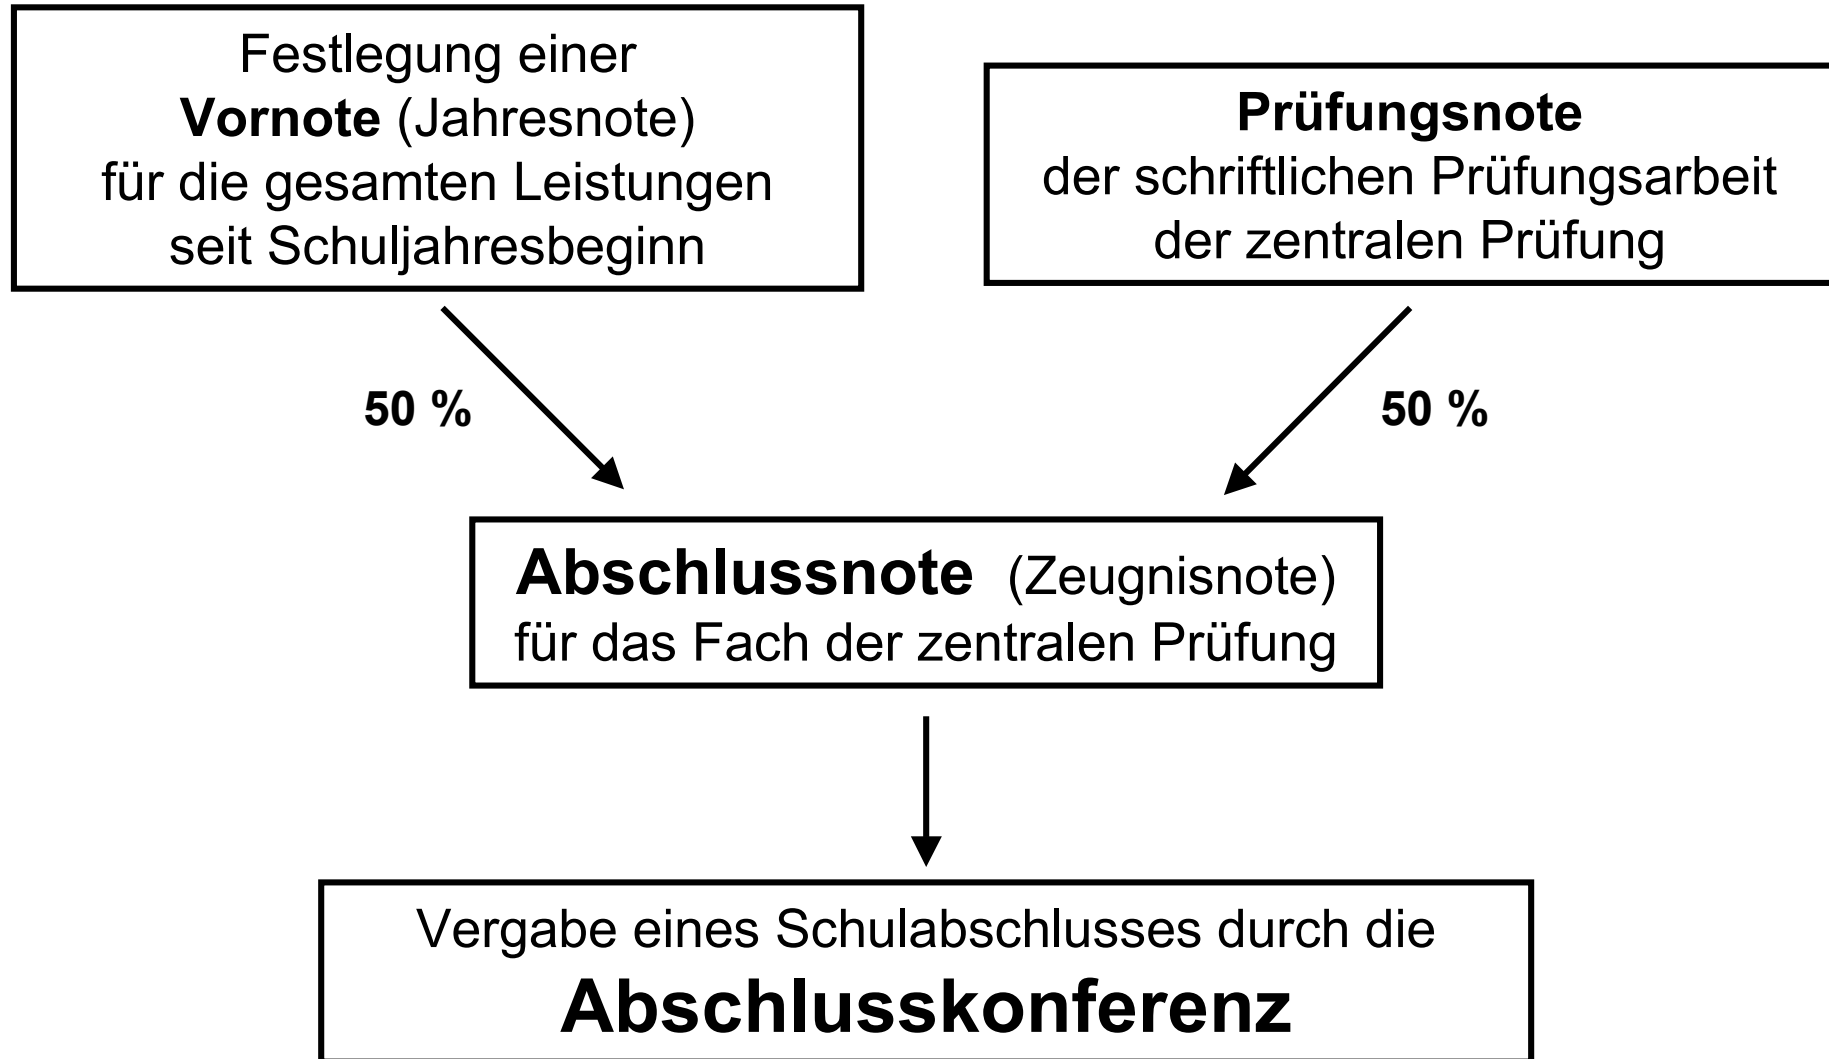 Festlegung einer
Vornote (Jahresnote)
für die gesamten Leistungen
seit Schuljahresbeginn
Prüfungsnote
der schriftlichen Prüfungsarbeit
der zentralen Prüfung
50 %
50 %
Abschlussnote (Zeugnisnote)
für das Fach der zentralen Prüfung
Vergabe eines Schulabschlusses durch die
Abschlusskonferenz